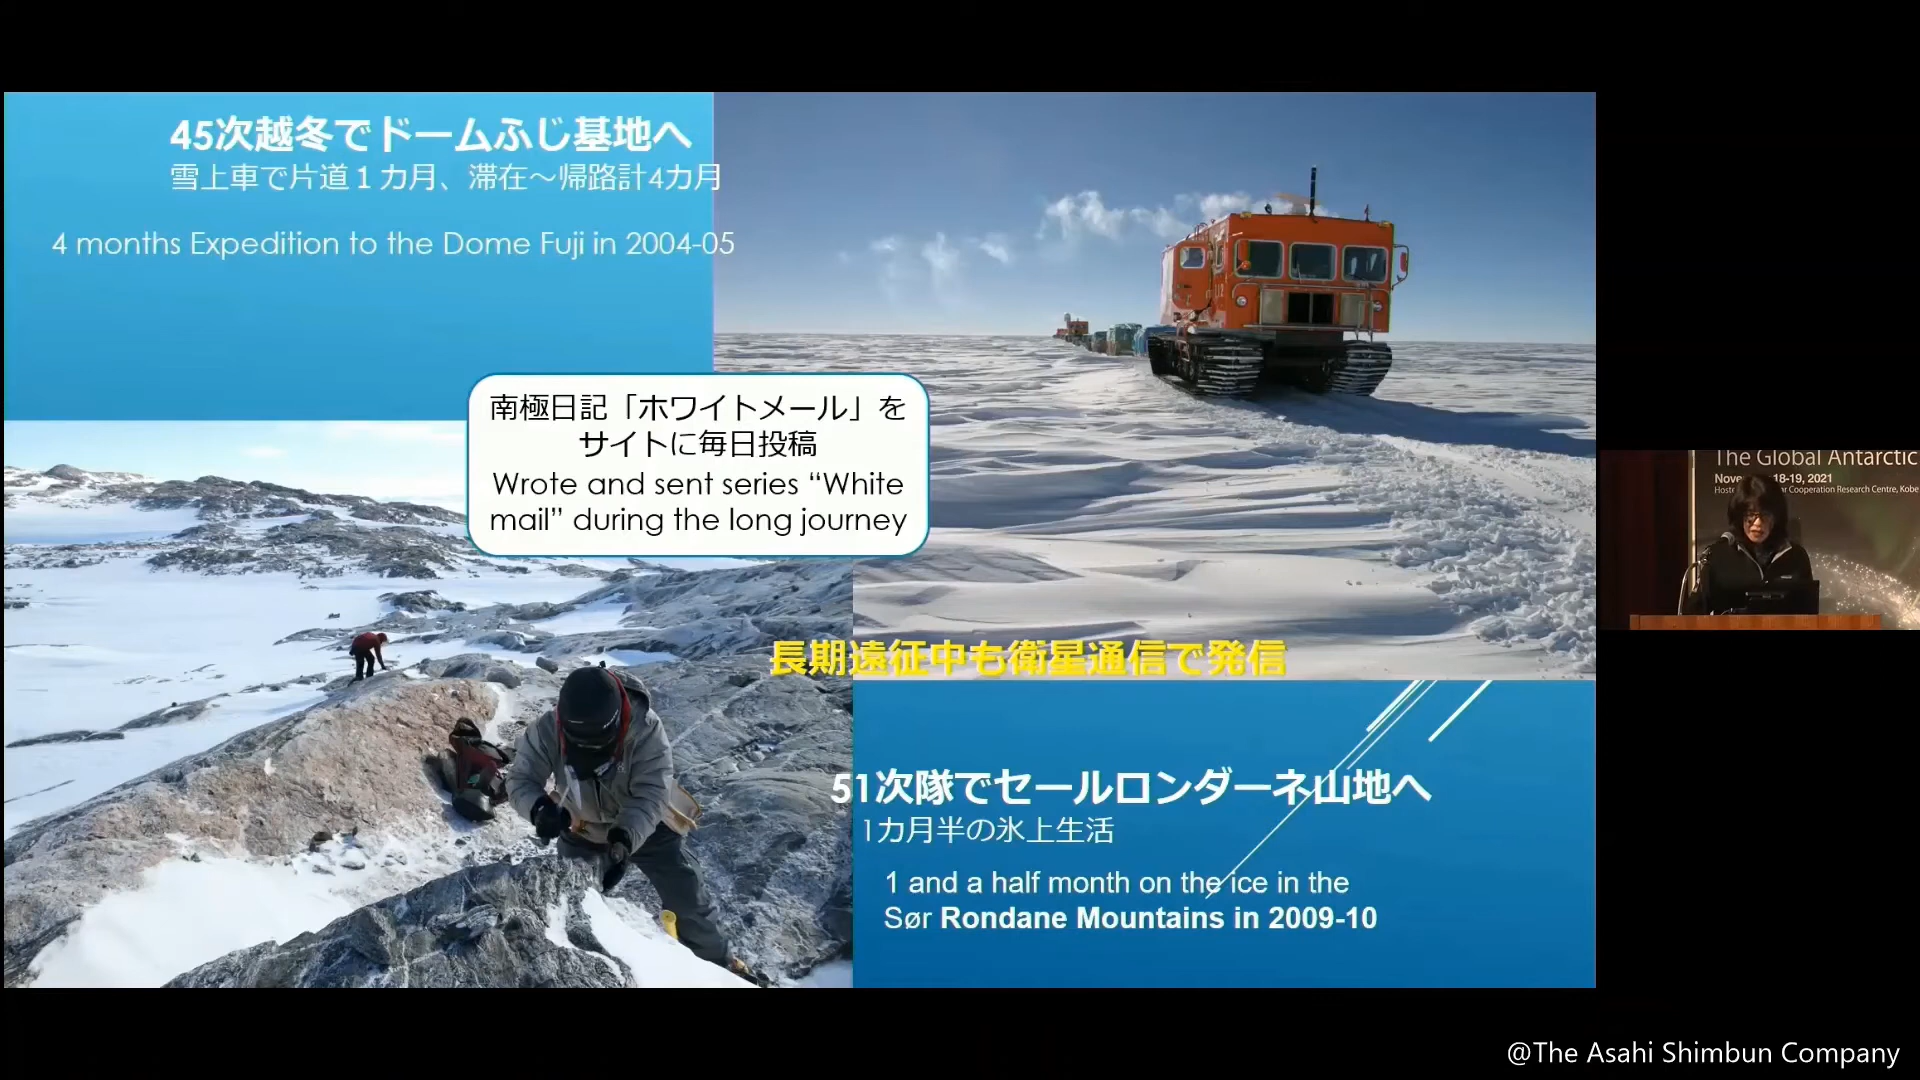 45次越冬でドームふじ基地へ
雪上車で片道１カ月、滞在～帰路計4カ月
4 months Expedition to the Dome Fuji in 2004-05
南極日記「ホワイトメール」を
サイトに毎日投稿
Wrote and sent series “White
mail” during the long journey
長期遠征中も衛星通信で発信
51次隊でセールロンダーネ山地へ
1カ月半の氷上生活
1 and a half month on the ice in the
Sør Rondane Mountains in 2009-10
The Global Antarctic
18-19, 2021
Cooperation Research Centre, Kobe
@The Asahi Shimbun Company